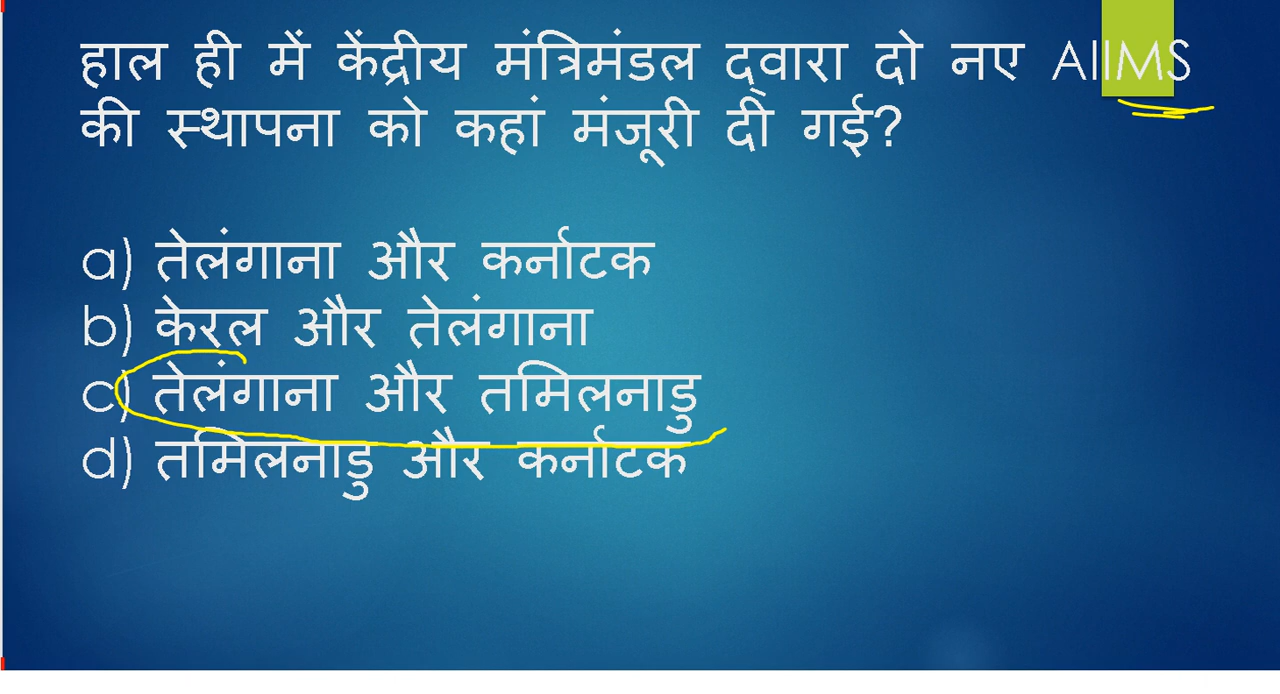 हाल ही में केंद्रीय मंत्रिमंडल द्वारा दो नए AIIMS
की स्थापना को कहां मंजूरी दी गई?
a) तेलंगाना और कर्नाटक
b) केरल और तेलंगाना
c) तेलंगाना और तमिलनाडु
d) तमिलनाडु और कर्नाटक